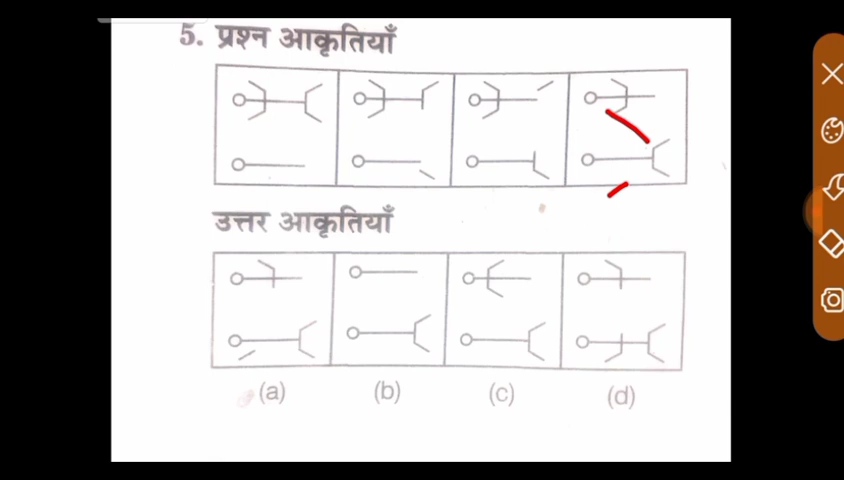 5. प्रश्न आकृतियाँ
उत्तर आकृतियाँ
(a) (b) (c) (d)